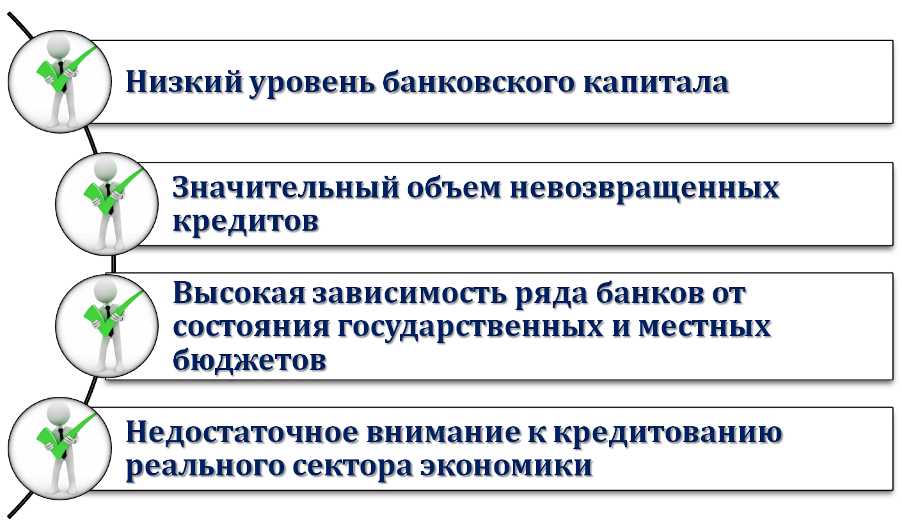 Низкий уровень банковского капитала
Значительный объем невозвращенных
кредитов
Высокая зависимость ряда банков от
состояния государственных и местных
бюджетов
Недостаточное внимание к кредитованию
реального сектора экономики